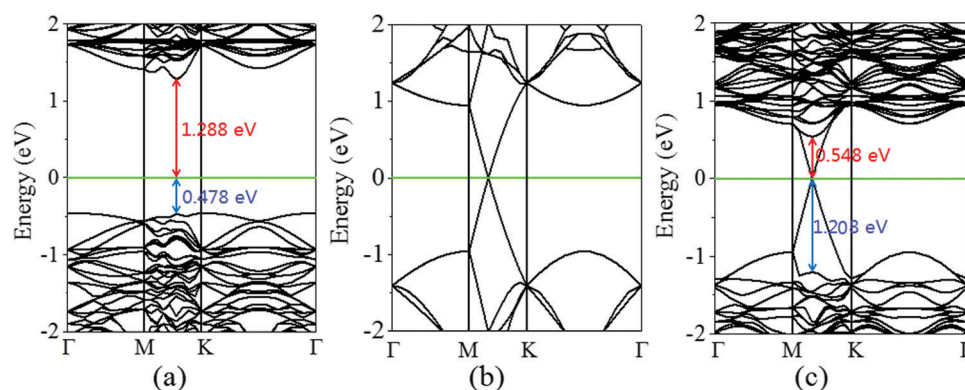 2
1
0
-1
-2
Energy (eV)
1.288 eV
0.478 eV
Γ M K Γ
(a)
2
1
0
-1
-2
Energy (eV)
Γ M K Γ
(b)
2
1
0
-1
-2
Energy (eV)
0.548 eV
1.203 eV
Γ M K Γ
(c)